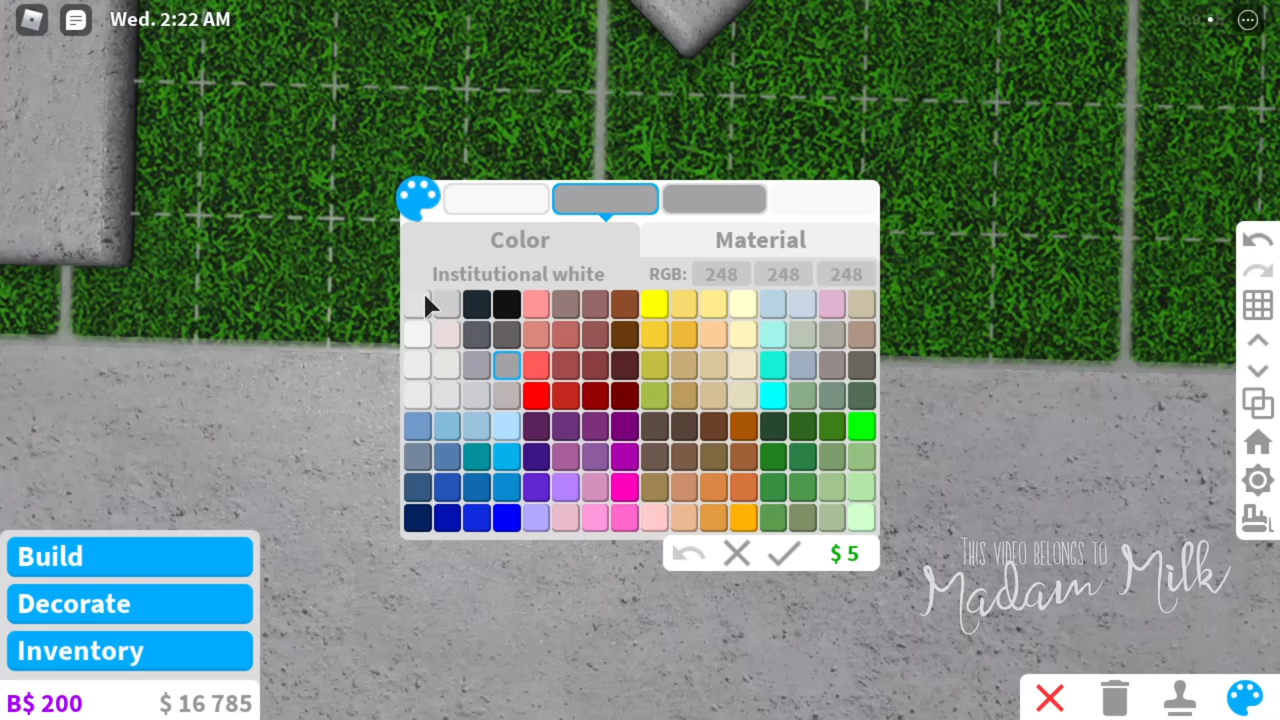 Wed. 2:22 AM
Color
Material
Institutional white
RGB: 248 248 248
$ 5
Build
Decorate
Inventory
B$ 200
$ 16 785
THIS VIDEO BELONGS TO
Madam Milk